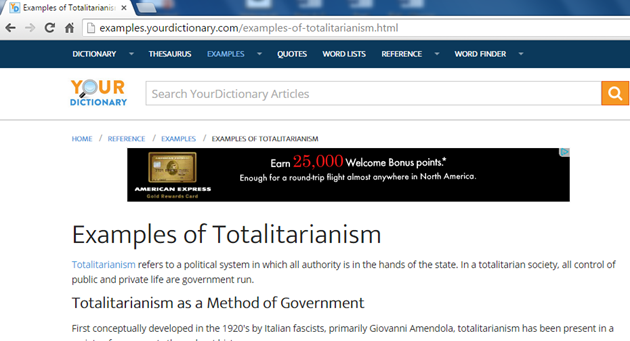 Examples of Totalitarianis
examples.yourdictionary.com/examples-of-totalitarianism.html
DICTIONARY THESAURUS EXAMPLES QUOTES WORD LISTS REFERENCE WORD FINDER
YOUR
DICTIONARY
Search YourDictionary Articles
HOME / REFERENCE / EXAMPLES / EXAMPLES OF TOTALITARIANISM
Earn 25,000 Welcome Bonus points.*
Enough for a round-trip flight almost anywhere in North America.
AMERICAN EXPRESS
Gold Rewards Card
Examples of Totalitarianism
Totalitarianism refers to a political system in which all authority is in the hands of the state. In a totalitarian society, all control of
public and private life are government run.
Totalitarianism as a Method of Government
First conceptually developed in the 1920's by Italian fascists, primarily Giovanni Amendola, totalitarianism has been present in a